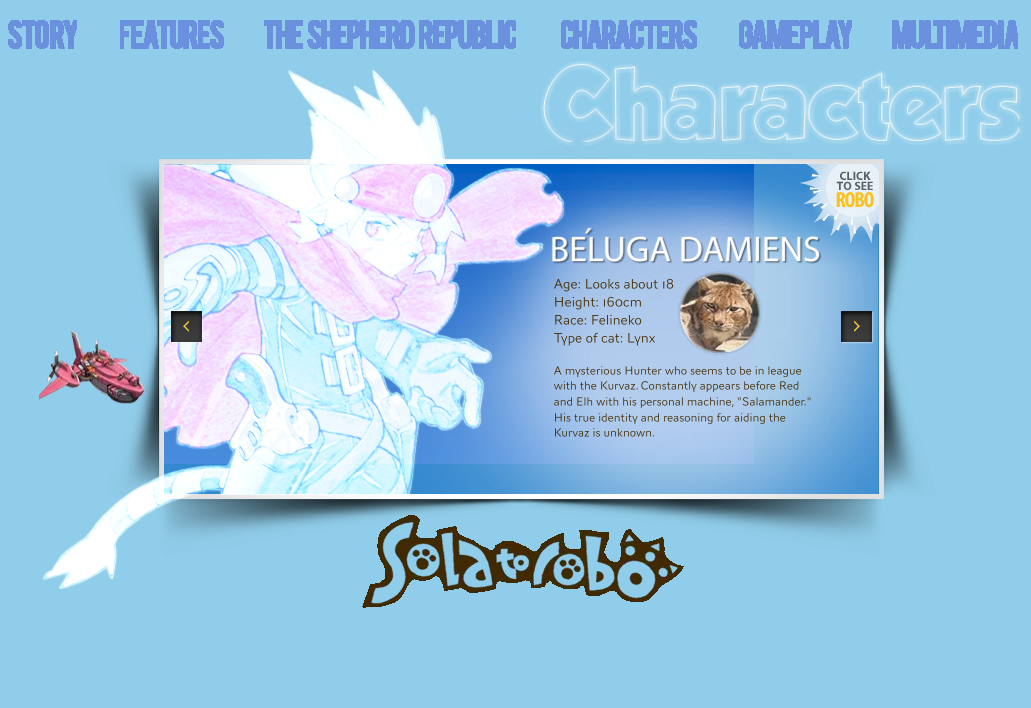 STORY FEATURES THE SHEPHERD REPUBLIC CHARACTERS GAMEPLAY MULTIMEDIA
Characters
CLICK
TO SEE
ROBO
BÉLUGA DAMIENS
Age: Looks about 18
Height: 160cm
Race: Felineko
Type of cat: Lynx
A mysterious Hunter who seems to be in league
with the Kurvaz. Constantly appears before Red
and Elh with his personal machine, "Salamander."
His true identity and reasoning for aiding the
Kurvaz is unknown.
Solatorobo